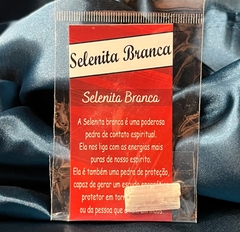 Selenita Branca
Selenita Branca
A Selenita branca é uma poderosa
pedra de contato espiritual.
Ela nos liga com as energias mais
puras de nosso espírito.
Ela é também uma pedra de proteção,
capaz de gerar um
protetor em
ou da pessoa que